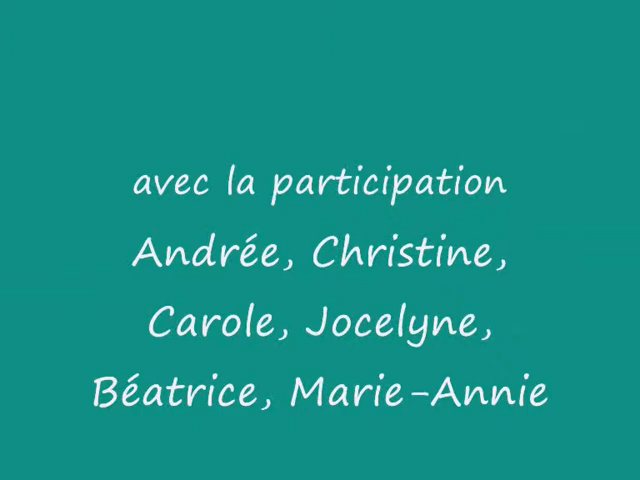 avec la participation
Andrée, Christine,
Carole, Jocelyne,
Béatrice, Marie-Annie